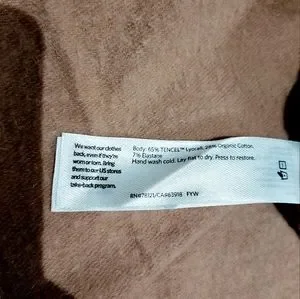 We want our clothes
back, even if they're
worn or torn. Bring
them to our US stores
and support our
take-back program.
Body: 65% TENCEL™ Lyocell, 28% Organic Cotton,
7% Elastane
Hand wash cold. Lay flat to dry. Press to restore.
RN#78121/CA#63918 FYW